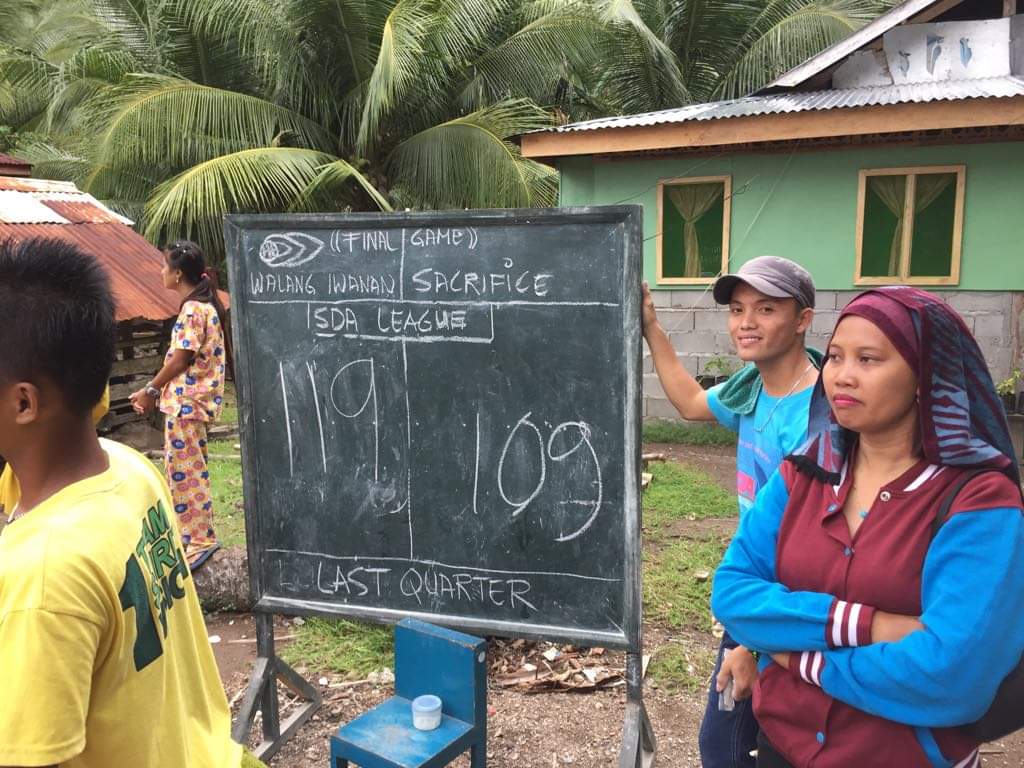 ((FINAL GAME))
WALANG IWANAN SACRIFICE
SDA LEAGUE
119 109
LAST QUARTER